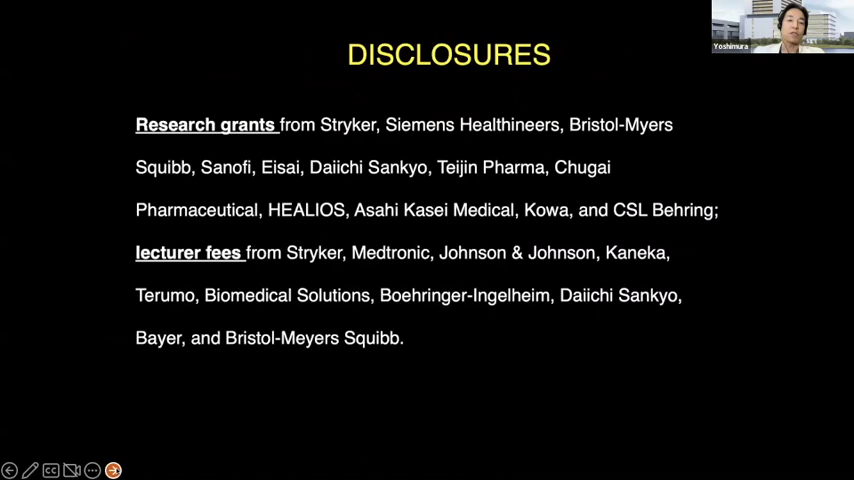 DISCLOSURES
Yoshimura
Research grants from Stryker, Siemens Healthineers, Bristol-Myers
Squibb, Sanofi, Eisai, Daiichi Sankyo, Teijin Pharma, Chugai
Pharmaceutical, HEALIOS, Asahi Kasei Medical, Kowa, and CSL Behring;
lecturer fees from Stryker, Medtronic, Johnson & Johnson, Kaneka,
Terumo, Biomedical Solutions, Boehringer-Ingelheim, Daiichi Sankyo,
Bayer, and Bristol-Meyers Squibb.
CC